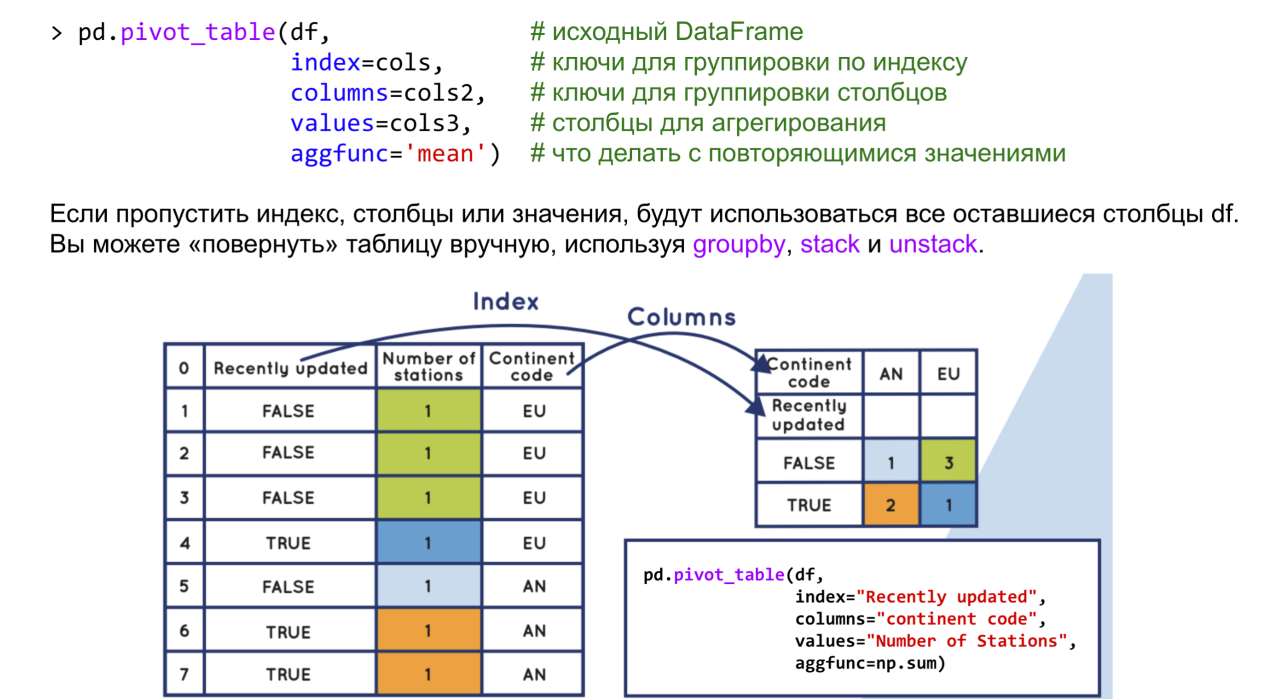 > pd.pivot_table(df, # исходный DataFrame
index=cols, # ключи для группировки по индексу
columns=cols2, # ключи для группировки столбцов
values=cols3, # столбцы для агрегирования
aggfunc='mean') # что делать с повторяющимися значениями
Если пропустить индекс, столбцы или значения, будут использоваться все оставшиеся столбцы df.
Вы можете «повернуть» таблицу вручную, используя groupby, stack и unstack.
Index
Columns
0 Recently updated Number of stations Continent code
1 FALSE 1 EU
2 FALSE 1 EU
3 FALSE 1 EU
4 TRUE 1 EU
5 FALSE 1 AN
6 TRUE 1 AN
7 TRUE 1 AN
Continent code AN EU
Recently updated
FALSE 1 3
TRUE 2 1
pd.pivot_table(df,
index="Recently updated",
columns="continent code",
values="Number of Stations",
aggfunc=np.sum)